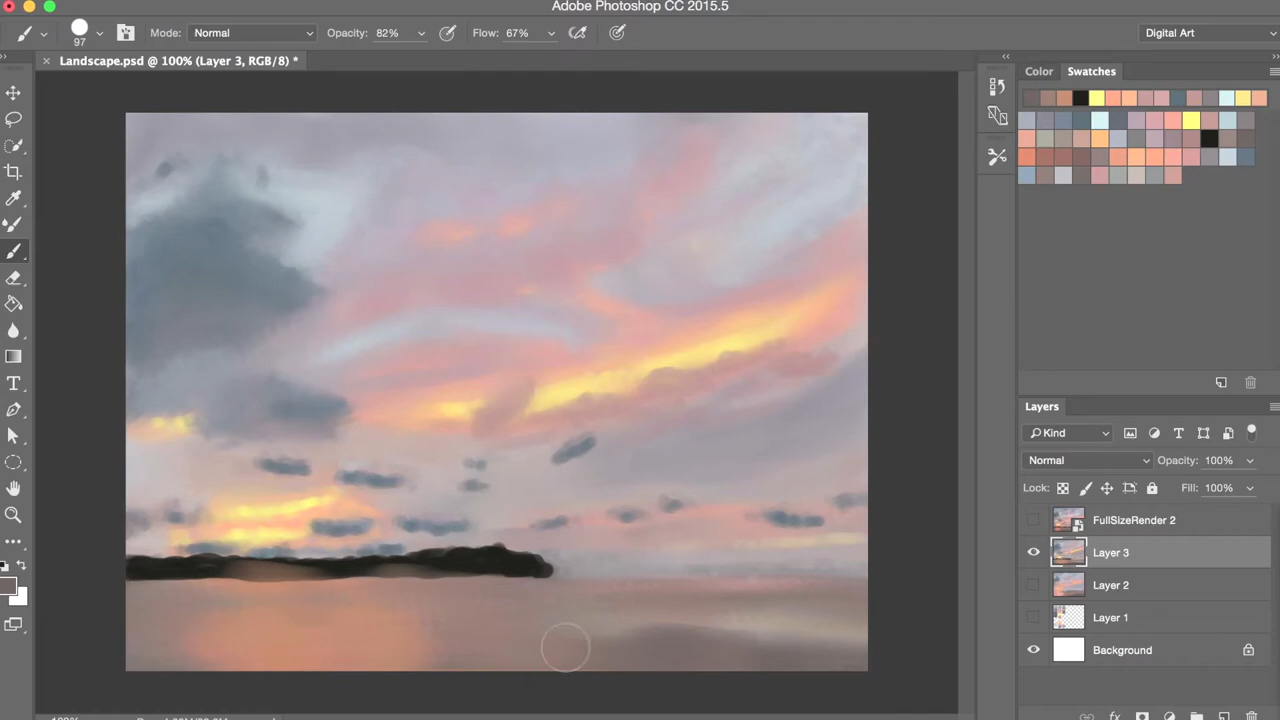 Adobe Photoshop CC 2015.5
97
Mode: Normal
Opacity: 82%
Flow: 67%
Digital Art
× Landscape.psd @ 100% (Layer 3, RGB/8) *
Color Swatches
Layers
Kind
Normal
Opacity: 100%
Lock:
Fill: 100%
FullSizeRender 2
Layer 3
Layer 2
Layer 1
Background
fx